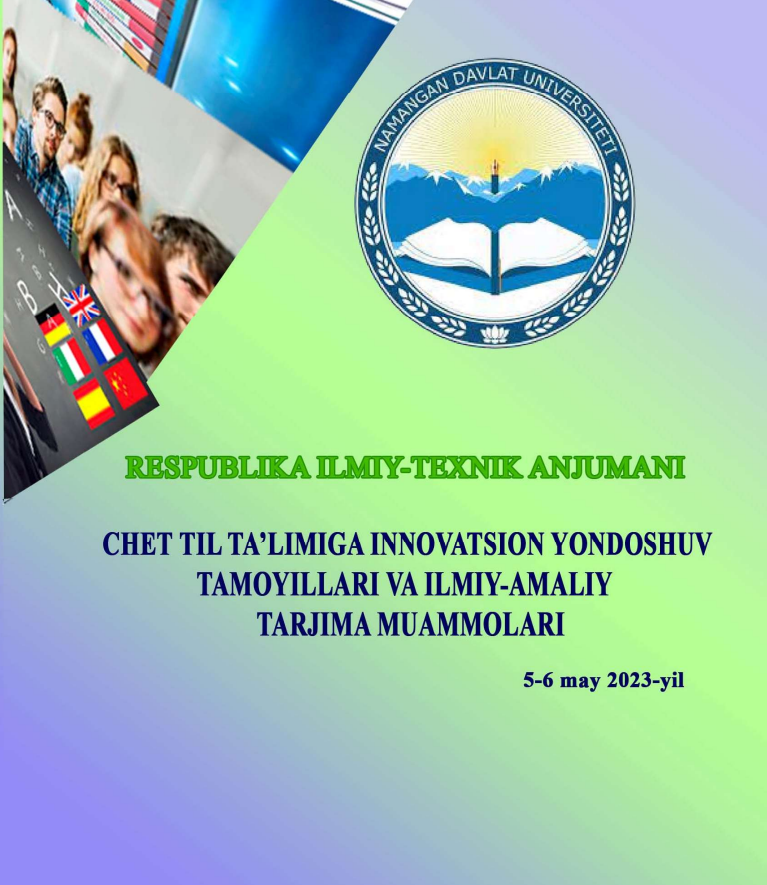 NAMANGAN DAVLAT UNIVERSITETI
A
B
RESPUBLIKA ILMIY-TEXNIK ANJUMANI
CHET TIL TA’LIMIGA INNOVATSION YONDOSHUV
TAMOYILLARI VA ILMIY-AMALIY
TARJIMA MUAMMOLARI
5-6 may 2023-yil